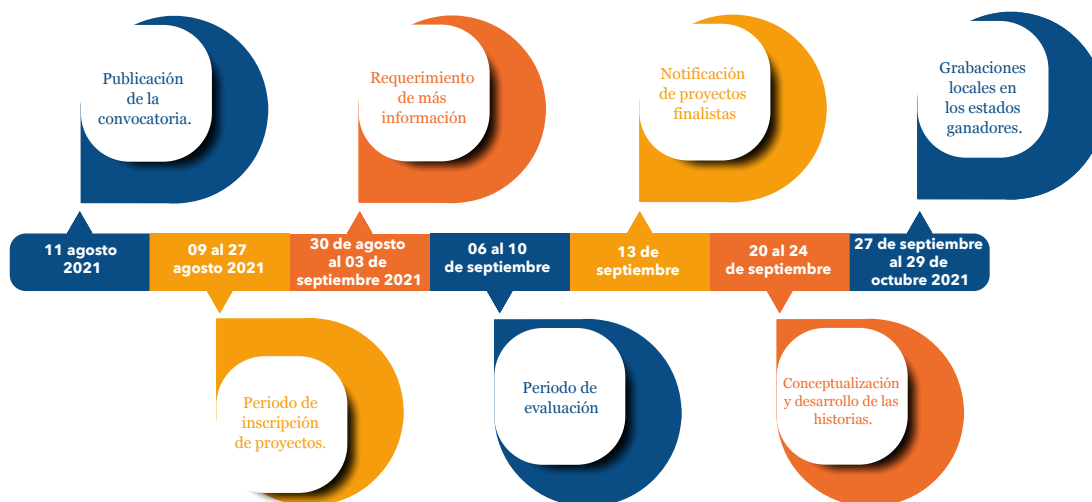 Publicación
de la
convocatoria.
Requerimiento
de más
información
Notificación
de proyectos
finalistas
Grabaciones
locales en
los estados
ganadores.
11 agosto
2021
09 al 27
agosto 2021
30 de agosto
al 03 de
septiembre 2021
06 al 10
de septiembre
13 de
septiembre
20 al 24
de septiembre
27 de septiembre
al 29 de
octubre 2021
Periodo de
inscripción
de proyectos.
Periodo de
evaluación
Conceptualización
y desarrollo de las
historias.